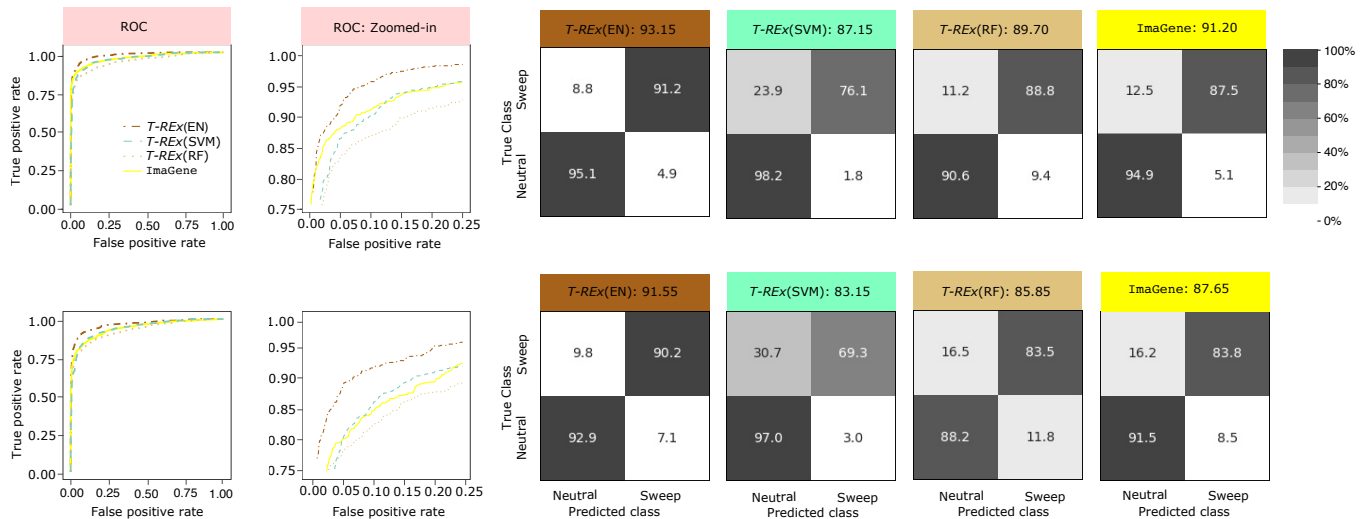 ROC
ROC: Zoomed-in
T-REx(EN): 93.15
T-REx(SVM): 87.15
T-REx(RF): 89.70
ImaGene: 91.20
True positive rate
1.00
0.75
0.50
0.25
0.00
T-REx(EN)
T-REx(SVM)
T-REx(RF)
ImaGene
0.00 0.25 0.50 0.75 1.00
False positive rate
True positive rate
1.00
0.95
0.90
0.85
0.80
0.75
0.00 0.05 0.10 0.15 0.20 0.25
False positive rate
True Class
Sweep
Neutral
8.8 91.2
95.1 4.9
23.9 76.1
98.2 1.8
11.2 88.8
90.6 9.4
12.5 87.5
94.9 5.1
100%
80%
60%
40%
20%
0%
T-REx(EN): 91.55
T-REx(SVM): 83.15
T-REx(RF): 85.85
ImaGene: 87.65
True positive rate
1.00
0.75
0.50
0.25
0.00
0.00 0.25 0.50 0.75 1.00
False positive rate
True positive rate
0.95
0.90
0.85
0.80
0.75
0.00 0.05 0.10 0.15 0.20 0.25
False positive rate
True Class
Sweep
Neutral
9.8 90.2
92.9 7.1
Neutral Sweep
Predicted class
30.7 69.3
97.0 3.0
Neutral Sweep
Predicted class
16.5 83.5
88.2 11.8
Neutral Sweep
Predicted class
16.2 83.8
91.5 8.5
Neutral Sweep
Predicted class